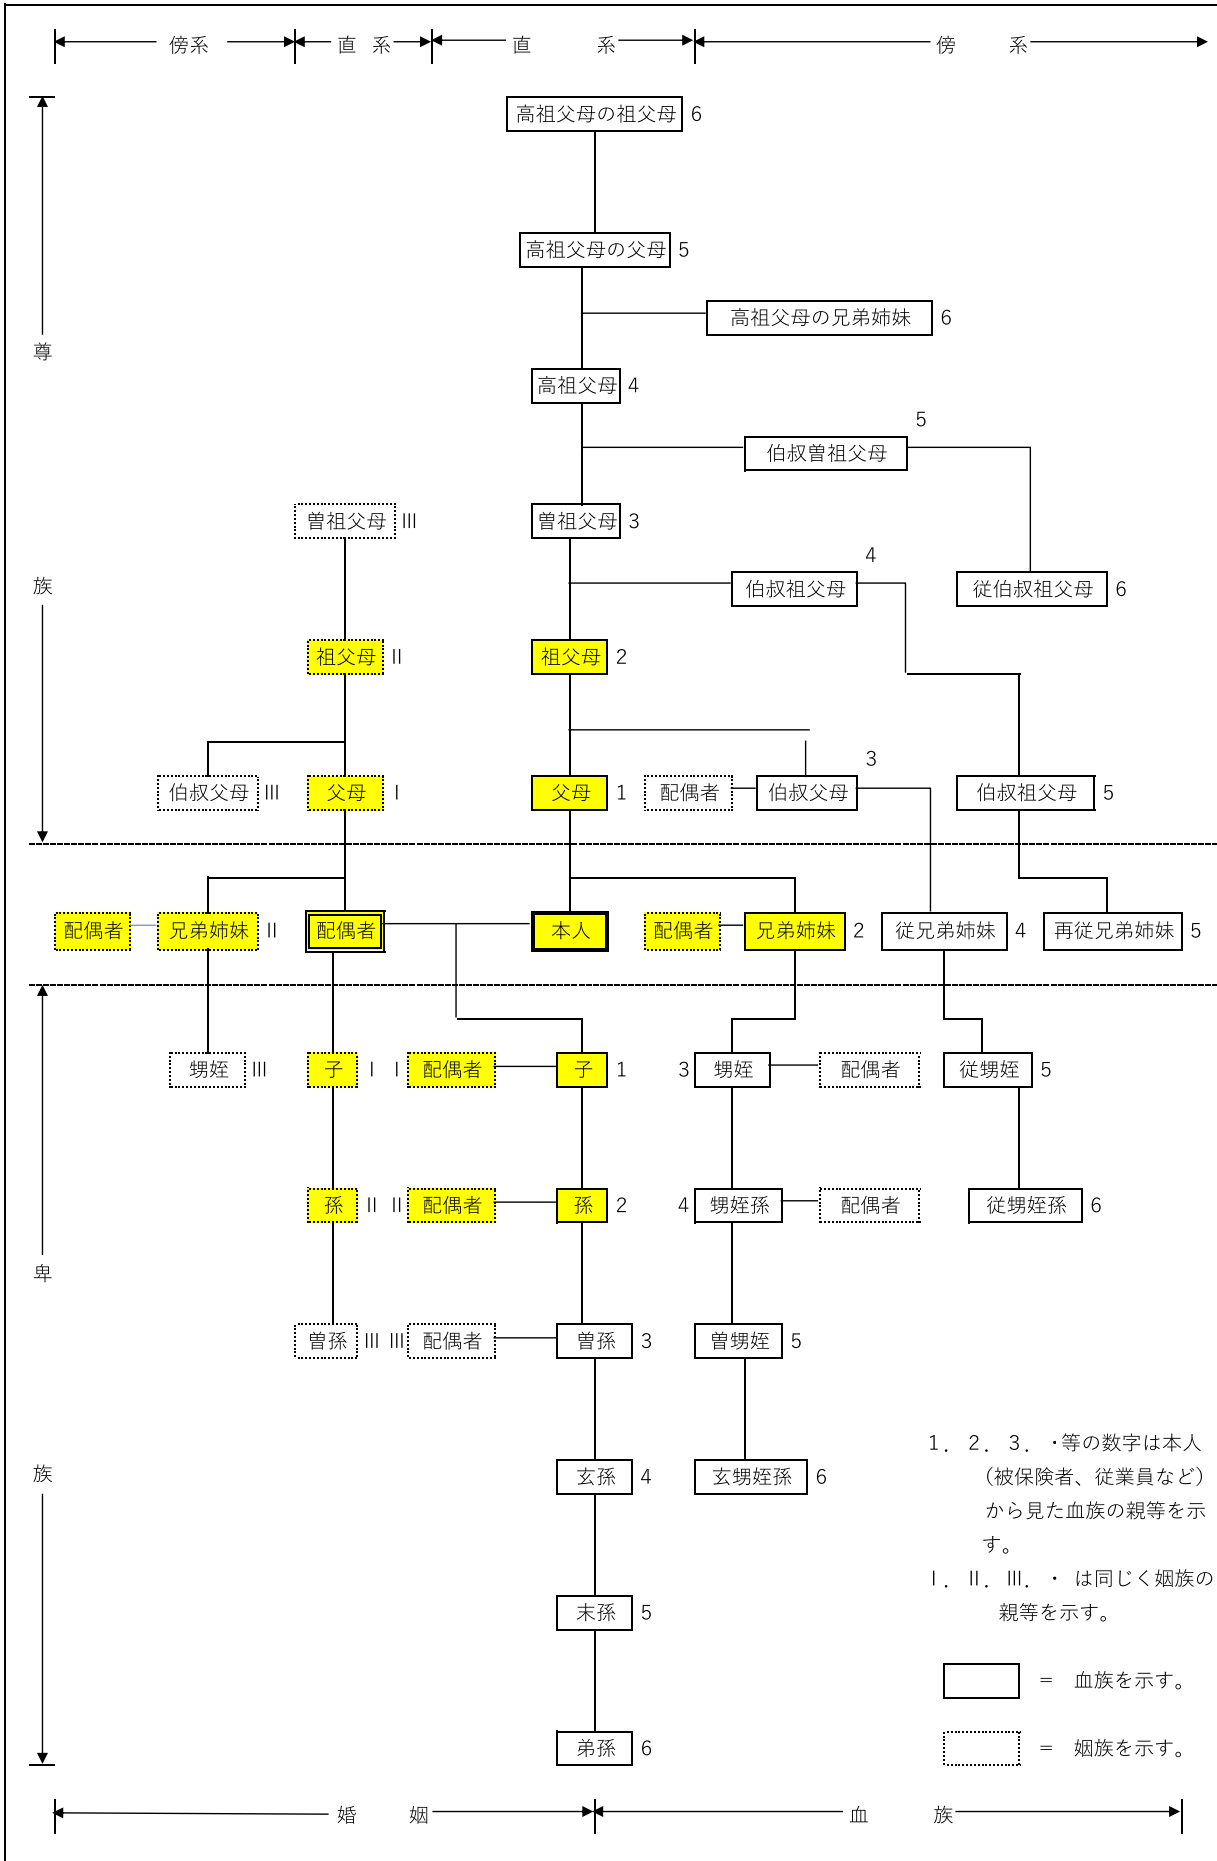 傍系 直 系 直 系 傍 系
高祖父母の祖父母 6
高祖父母の父母 5
高祖父母の兄弟姉妹 6
尊
高祖父母 4
5
伯叔曽祖父母
曽祖父母 Ⅲ 曽祖父母 3
4
族 伯叔祖父母 従伯叔祖父母 6
祖父母 Ⅱ 祖父母 2
3
伯叔父母 Ⅲ 父母 Ⅰ 父母 1 配偶者 伯叔父母 伯叔祖父母 5
配偶者 兄弟姉妹 Ⅱ 配偶者 本人 配偶者 兄弟姉妹 2 従兄弟姉妹 4 再従兄弟姉妹 5
甥姪 Ⅲ 子 Ⅰ Ⅰ 配偶者 子 1 3 甥姪 配偶者 従甥姪 5
孫 Ⅱ Ⅱ 配偶者 孫 2 4 甥姪孫 配偶者 従甥姪孫 6
卑
曽孫 Ⅲ Ⅲ 配偶者 曽孫 3 曽甥姪 5
1. 2. 3. ・等の数字は本人
族 玄孫 4 玄甥姪孫 6 (被保険者、従業員など)
から見た血族の親等を示
す。
Ⅰ. Ⅱ. Ⅲ. ・ は同じく姻族の
末孫 5 親等を示す。
= 血族を示す。
弟孫 6 = 姻族を示す。
婚 姻 血 族